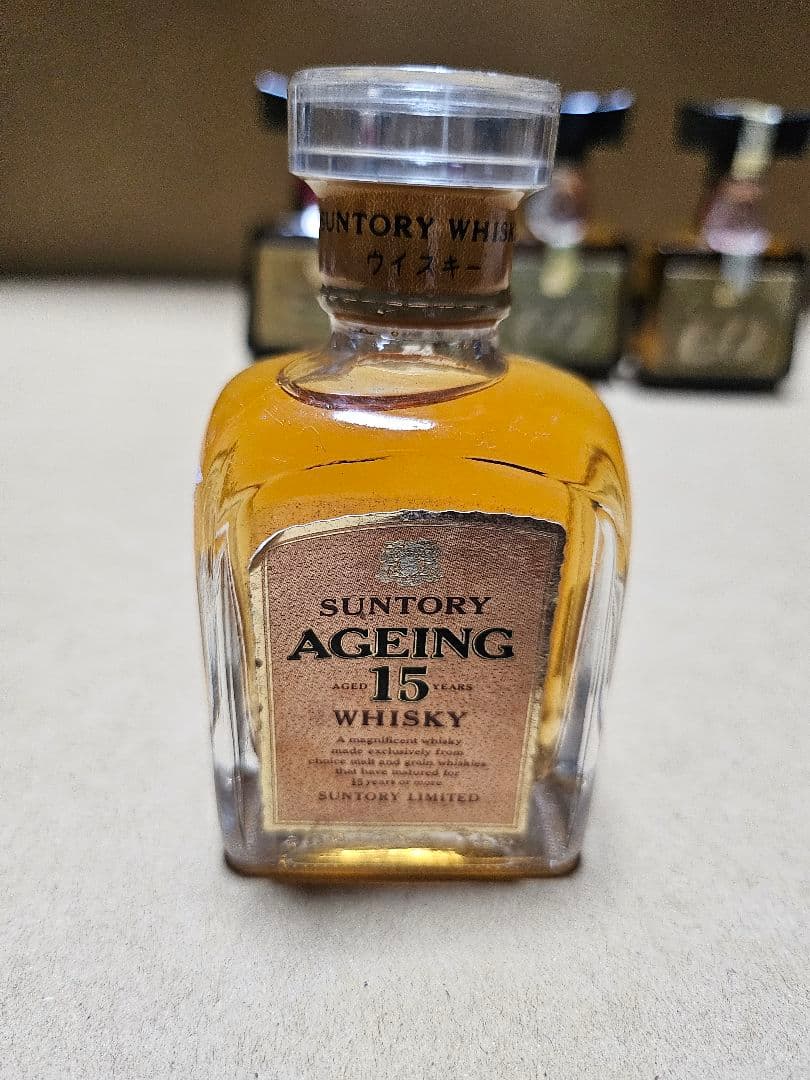 SUNTORY WHISK
ウイスキー
SUNTORY
AGEING
AGED 15 YEARS
WHISKY
A magnificent whisky
made exclusively from
choice malt and grain whiskies
that have matured for
15 years or more
SUNTORY LIMITED